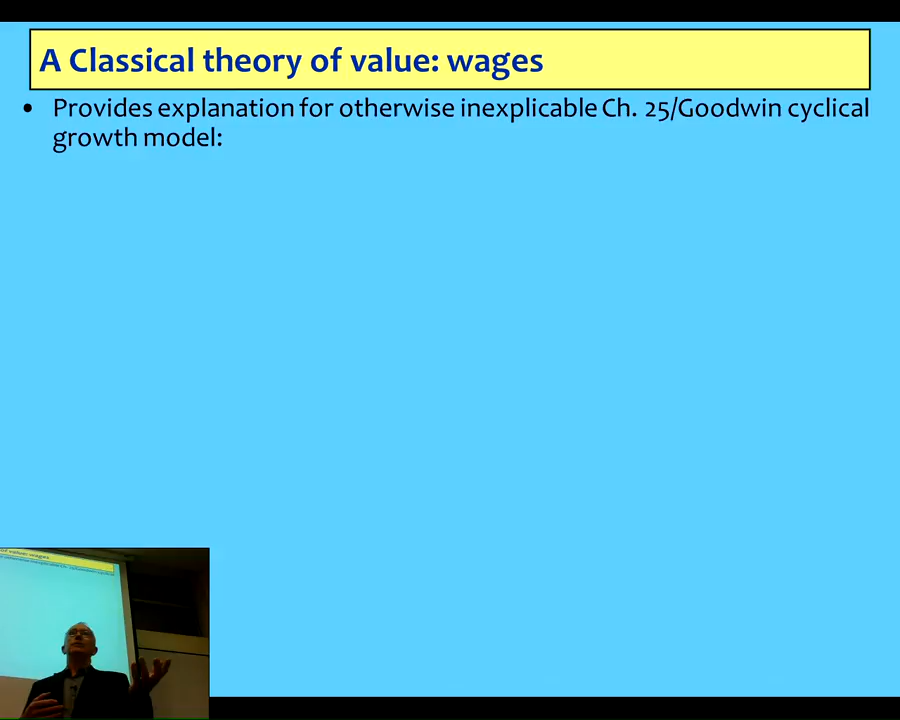 A Classical theory of value: wages
• Provides explanation for otherwise inexplicable Ch. 25/Goodwin cyclical
growth model: